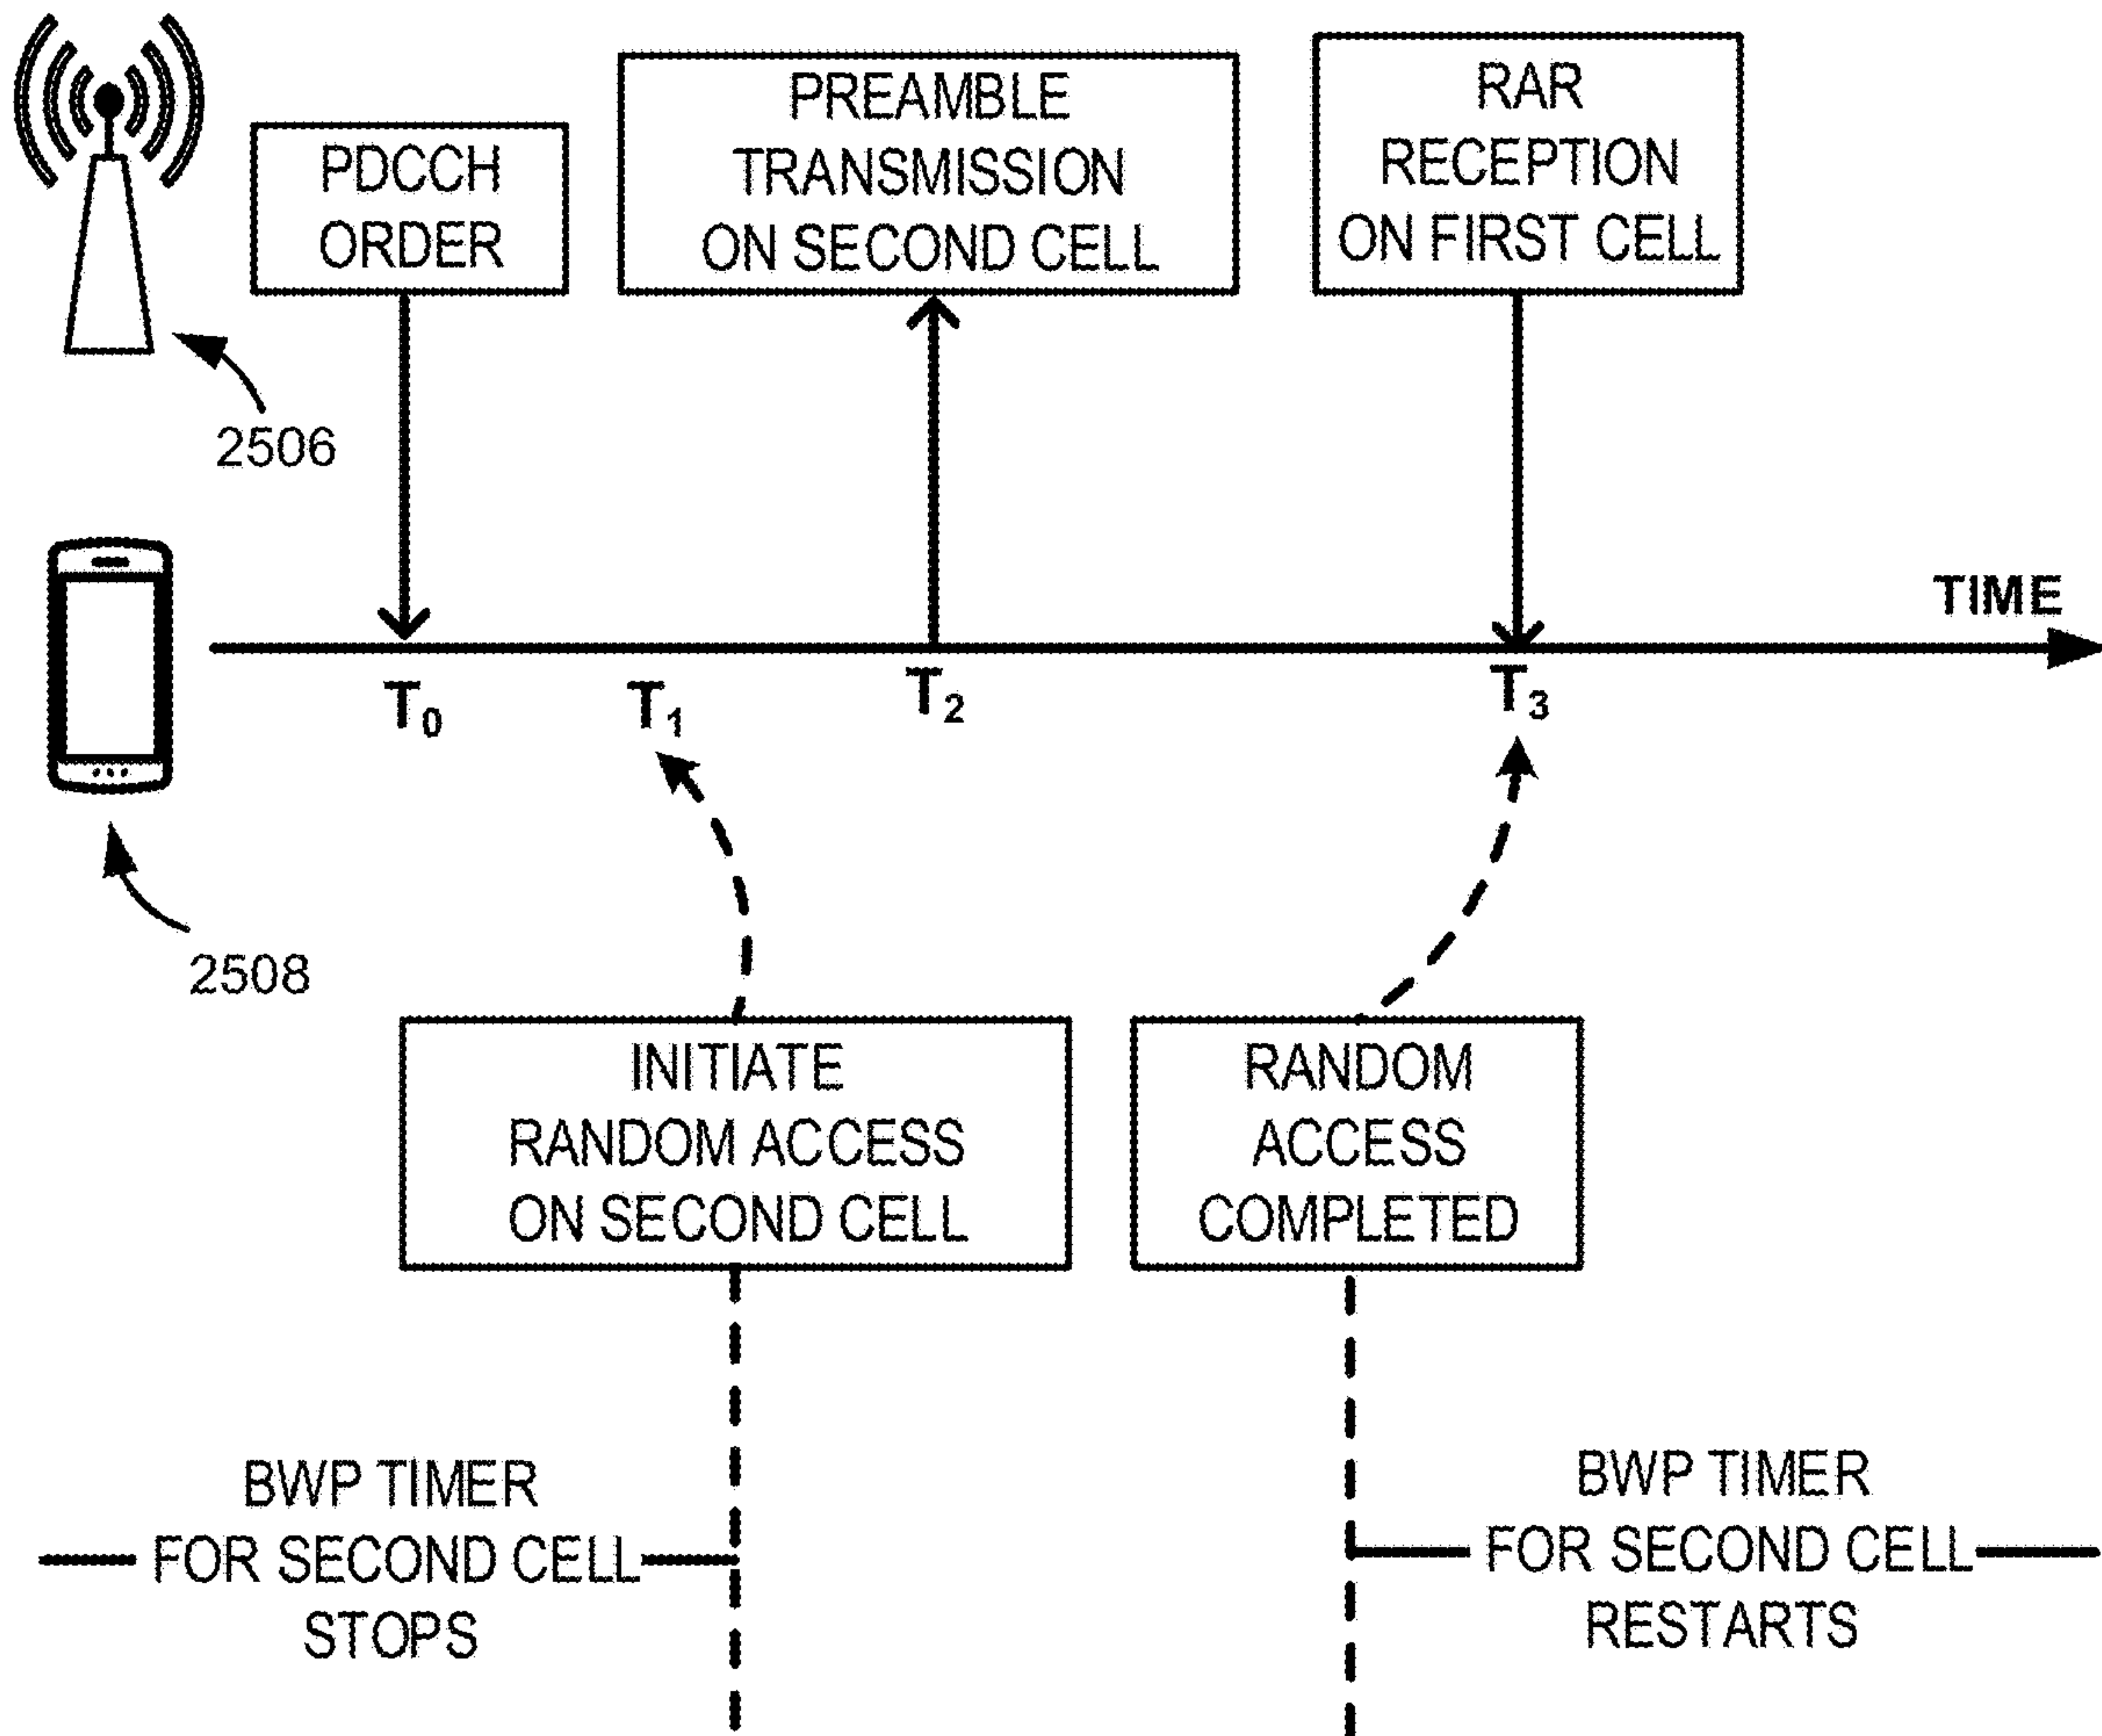 PDCCH
ORDER
PREAMBLE
TRANSMISSION
ON SECOND CELL
RAR
RECEPTION
ON FIRST CELL
2506
TIME
T₀
T₁
T₂
T₃
2508
INITIATE
RANDOM ACCESS
ON SECOND CELL
RANDOM
ACCESS
COMPLETED
BWP TIMER
FOR SECOND CELL
STOPS
BWP TIMER
FOR SECOND CELL
RESTARTS